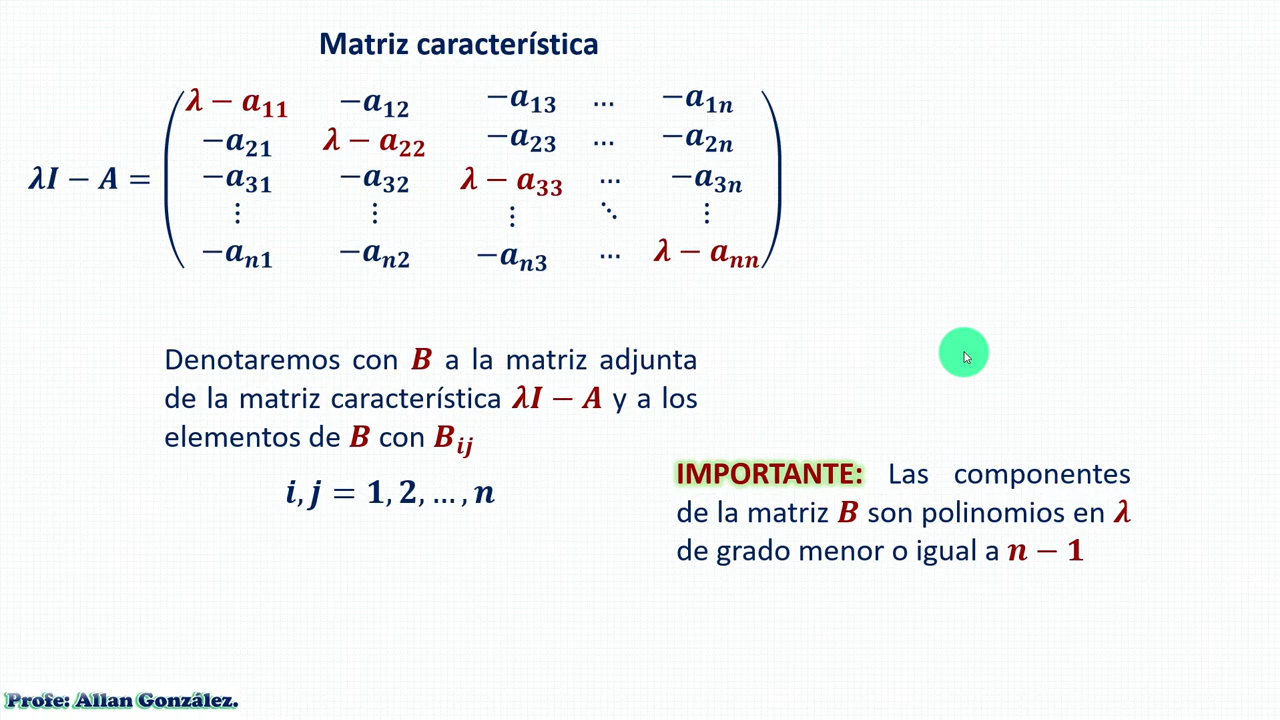 Matriz característica
λ − a₁₁ −a₁₂ −a₁₃ ... −a₁ₙ
−a₂₁ λ − a₂₂ −a₂₃ ... −a₂ₙ
λI − A = −a₃₁ −a₃₂ λ − a₃₃ ... −a₃ₙ
⋮ ⋮ ⋮ ⋱ ⋮
−aₙ₁ −aₙ₂ −aₙ₃ ... λ − aₙₙ
Denotaremos con B a la matriz adjunta
de la matriz característica λI − A y a los
elementos de B con Bᵢⱼ
i, j = 1, 2, ... , n
IMPORTANTE: Las componentes
de la matriz B son polinomios en λ
de grado menor o igual a n − 1
Profe: Allan González.